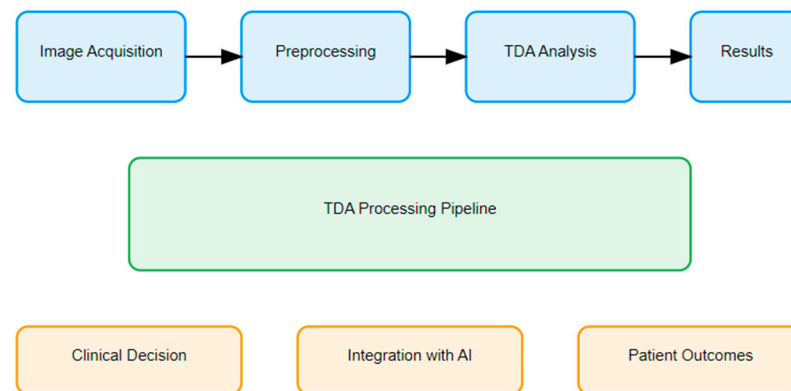 Image Acquisition
Preprocessing
TDA Analysis
Results
TDA Processing Pipeline
Clinical Decision
Integration with AI
Patient Outcomes